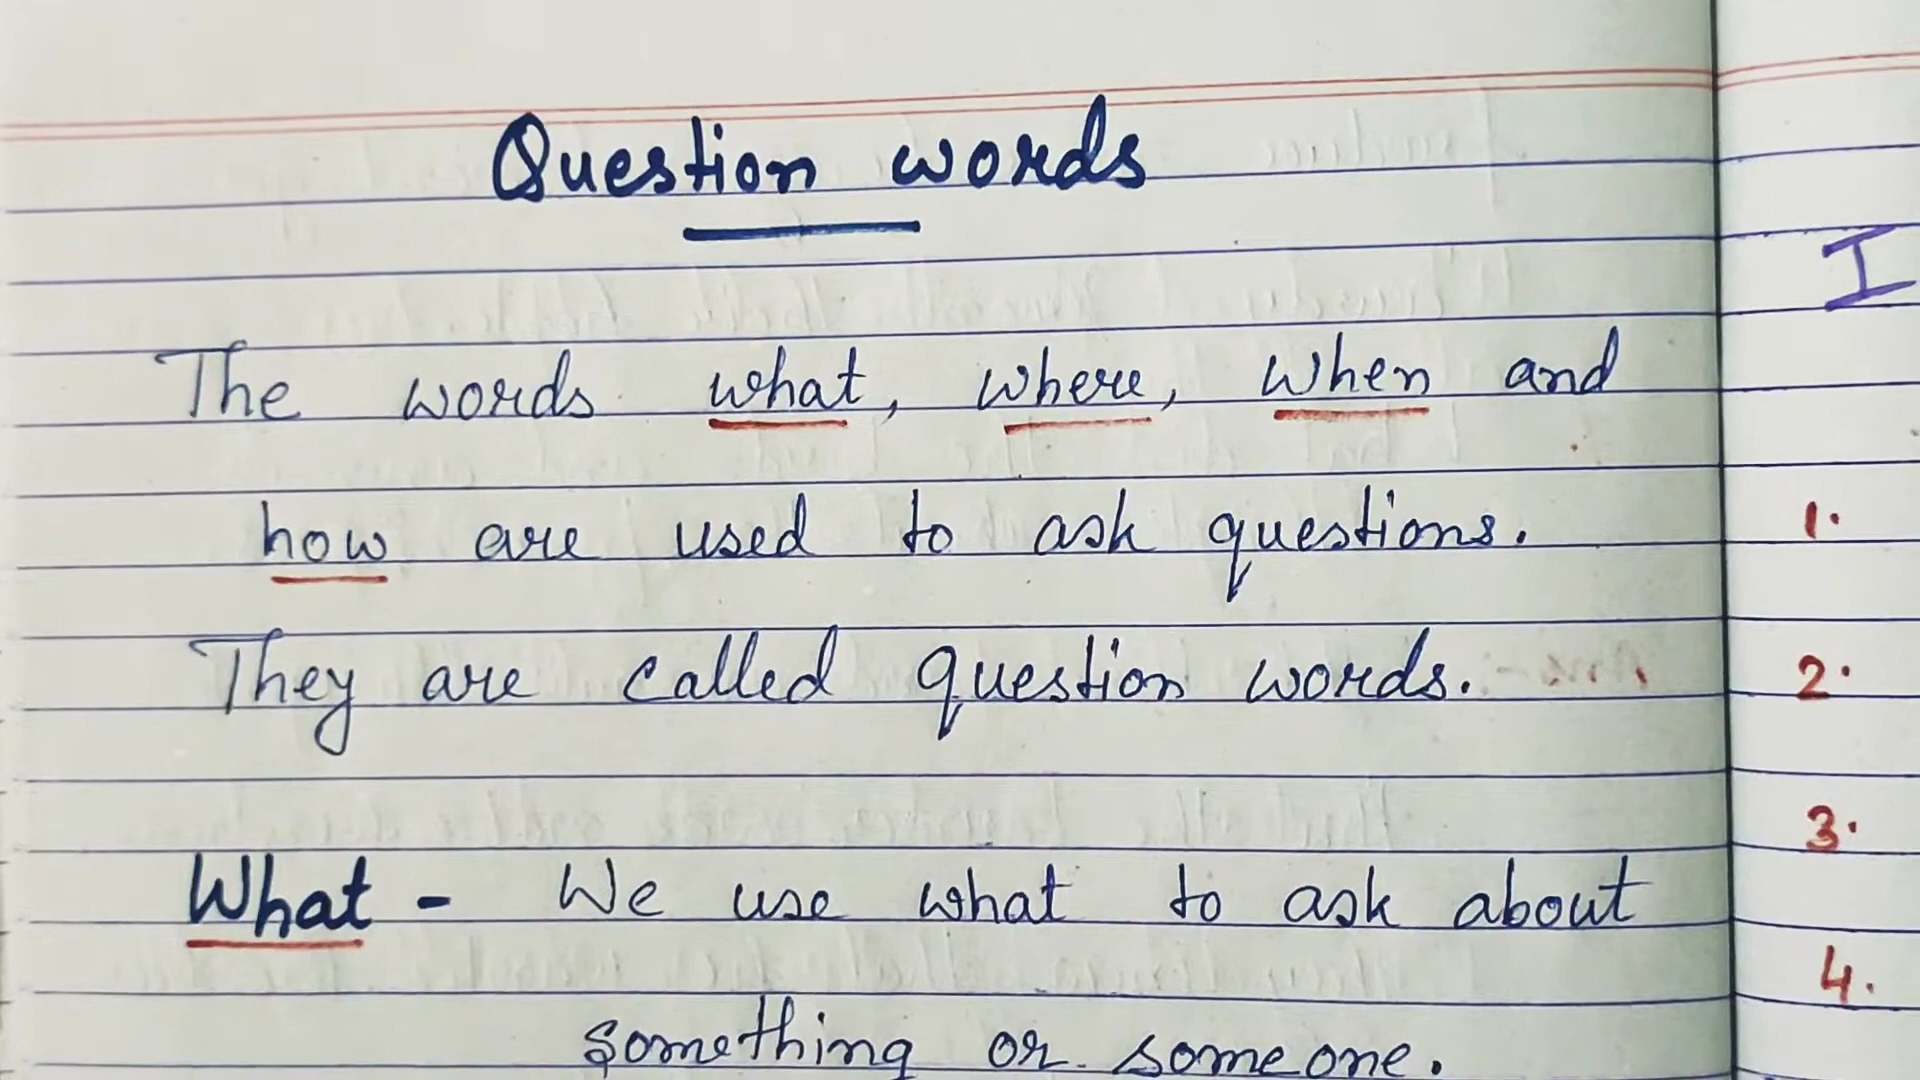 Question words
The words what, where, when and
how are used to ask questions.
They are called question words.
What - We use what to ask about
something or someone.
I
1.
2.
3.
4.